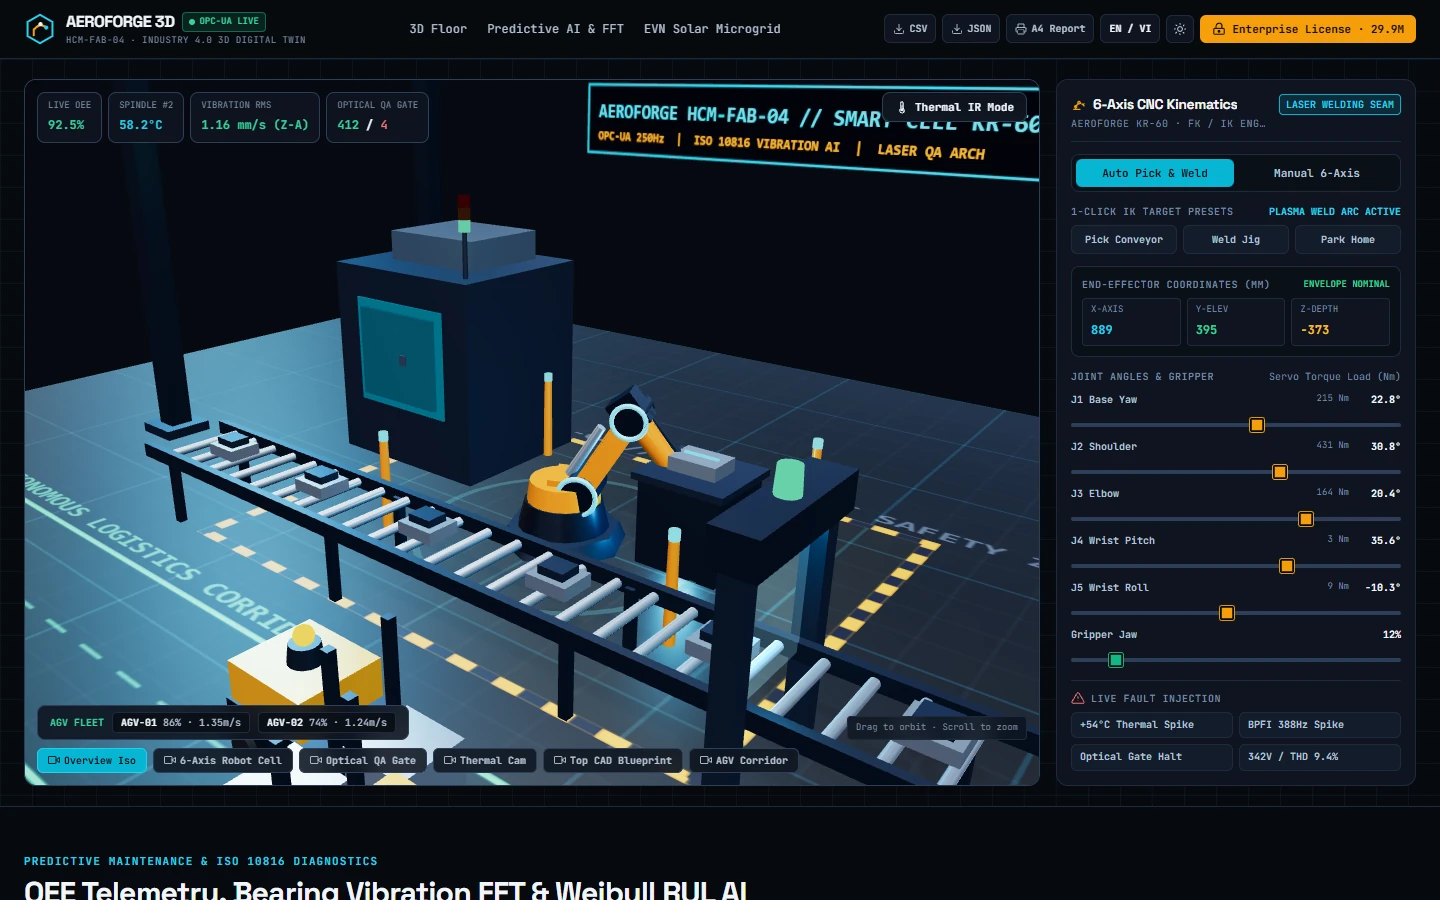 AEROFORGE 3D
OPC-UA LIVE
HCM-FAB-04 · INDUSTRY 4.0 3D DIGITAL TWIN
3D Floor
Predictive AI & FFT
EVN Solar Microgrid
CSV
JSON
A4 Report
EN / VI
Enterprise License · 29.9M
LIVE OEE
92.5%
SPINDLE #2
58.2°C
VIBRATION RMS
1.16 mm/s (Z-A)
OPTICAL QA GATE
412 / 4
AEROFORGE HCM-FAB-04 // SMART CELL KR-60
OPC-UA 250Hz | ISO 10816 VIBRATION AI | LASER QA ARCH
Thermal IR Mode
LOGISTICS CORRID
SAFETY
AGV FLEET
AGV-01 86% · 1.35m/s
AGV-02 74% · 1.24m/s
Drag to orbit · Scroll to zoom
Overview Iso
6-Axis Robot Cell
Optical QA Gate
Thermal Cam
Top CAD Blueprint
AGV Corridor
6-Axis CNC Kinematics
LASER WELDING SEAM
AEROFORGE KR-60 · FK / IK ENG…
Auto Pick & Weld
Manual 6-Axis
1-CLICK IK TARGET PRESETS
PLASMA WELD ARC ACTIVE
Pick Conveyor
Weld Jig
Park Home
END-EFFECTOR COORDINATES (MM)
ENVELOPE NOMINAL
X-AXIS
889
Y-ELEV
395
Z-DEPTH
-373
JOINT ANGLES & GRIPPER
Servo Torque Load (Nm)
J1 Base Yaw
215 Nm
22.8°
J2 Shoulder
431 Nm
30.8°
J3 Elbow
164 Nm
20.4°
J4 Wrist Pitch
3 Nm
35.6°
J5 Wrist Roll
9 Nm
-10.3°
Gripper Jaw
12%
LIVE FAULT INJECTION
+54°C Thermal Spike
BPFI 388Hz Spike
Optical Gate Halt
342V / THD 9.4%
PREDICTIVE MAINTENANCE & ISO 10816 DIAGNOSTICS
OEE Telemetry, Bearing Vibration FFT & Weibull RUL AI